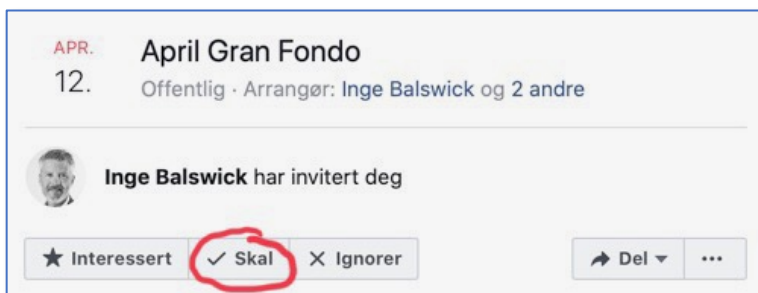 APR.
12.
April Gran Fondo
Offentlig · Arrangør: Inge Balswick og 2 andre
Inge Balswick har invitert deg
★ Interessert ✓ Skal ✕ Ignorer Del ▾ ...